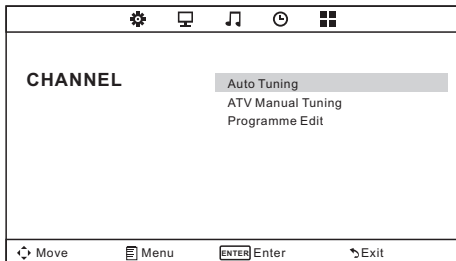 CHANNEL
Auto Tuning
ATV Manual Tuning
Programme Edit
Move Menu ENTER Enter Exit